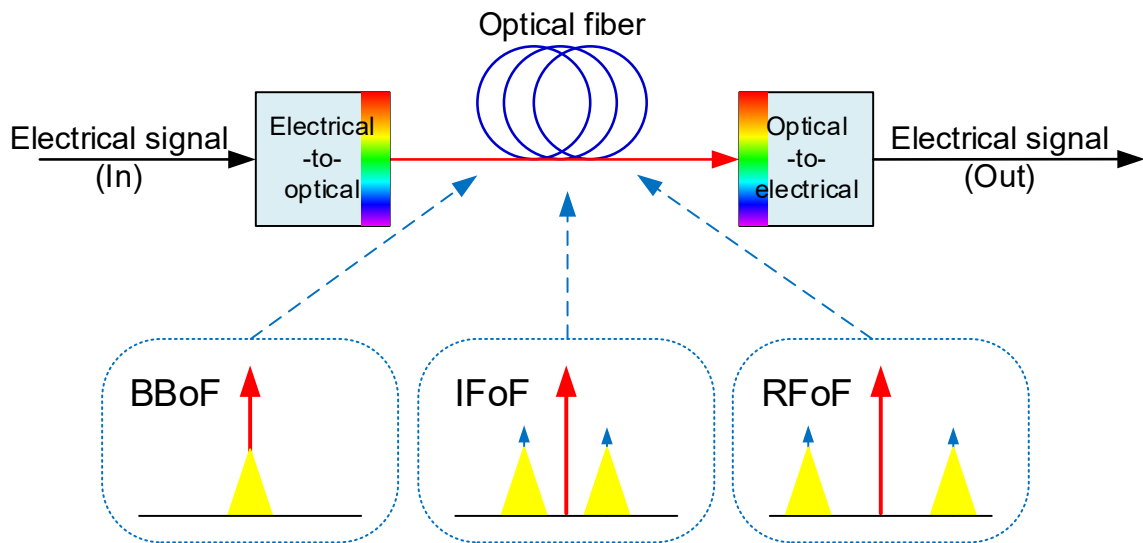 Optical fiber
Electrical signal
(In)
Electrical
-to-
optical
Optical
-to-
electrical
Electrical signal
(Out)
BBoF
IFoF
RFoF